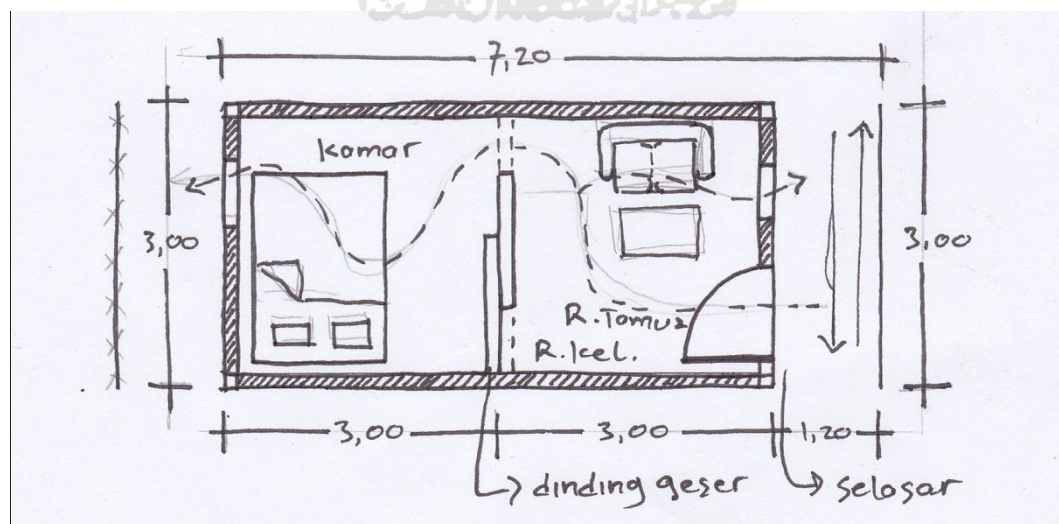 7,20
Kamar
3,00
3,00
R. Tamu &
R. kel.
3,00
3,00
1,20
dinding geser
selasar